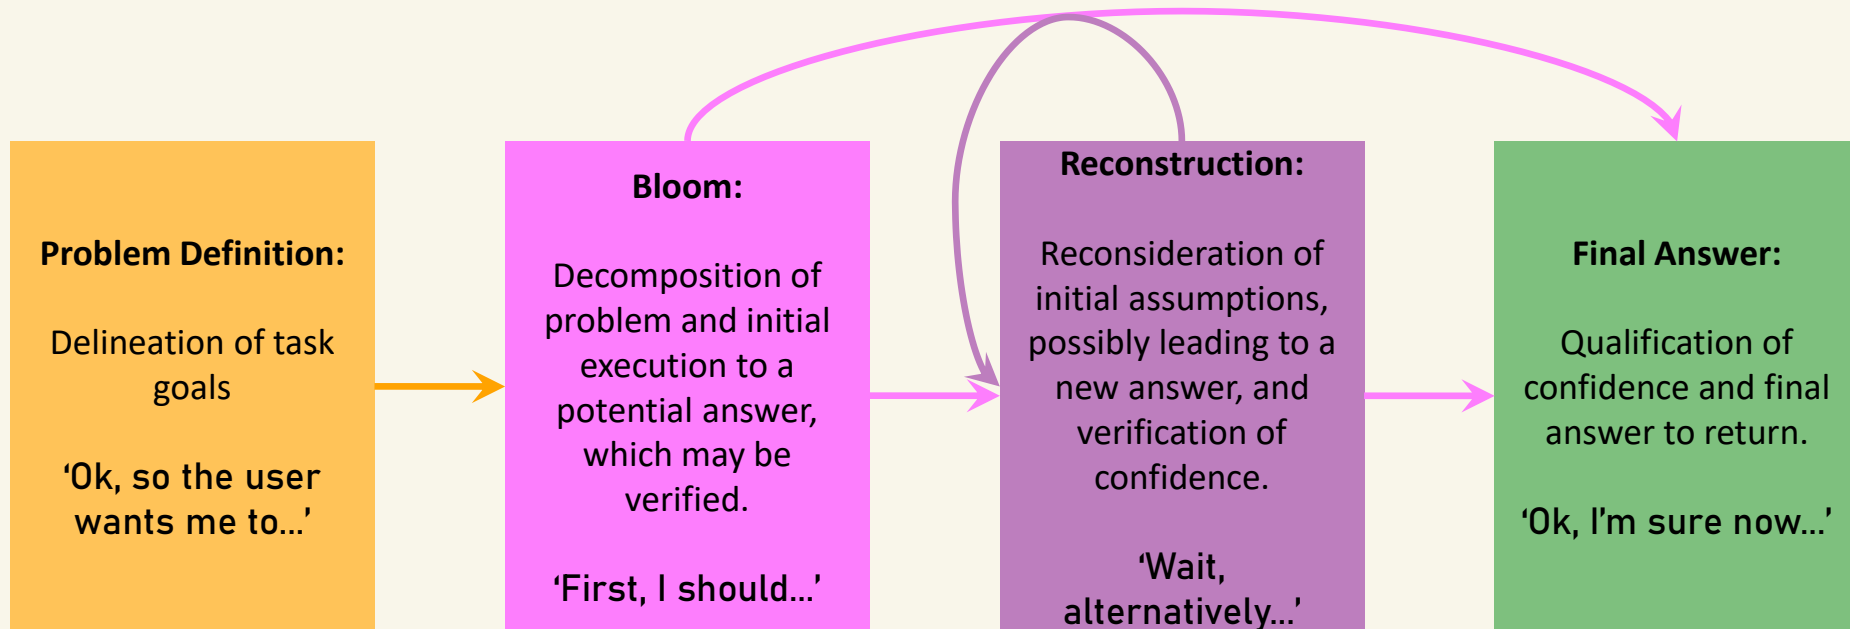 Problem Definition:
Delineation of task
goals
‘Ok, so the user
wants me to...’
Bloom:
Decomposition of
problem and initial
execution to a
potential answer,
which may be
verified.
‘First, I should...’
Reconstruction:
Reconsideration of
initial assumptions,
possibly leading to a
new answer, and
verification of
confidence.
‘Wait,
alternatively...’
Final Answer:
Qualification of
confidence and final
answer to return.
‘Ok, I’m sure now...’